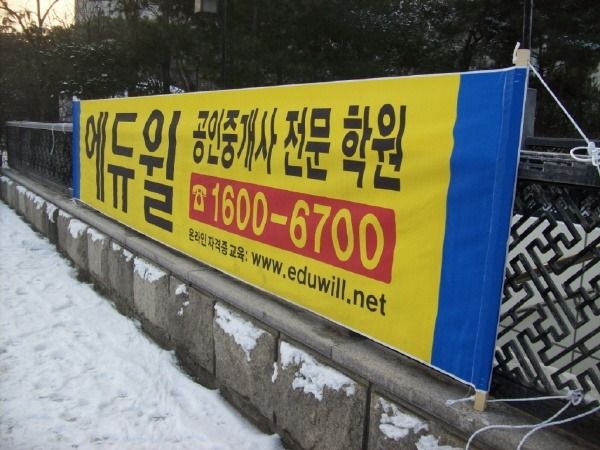 에듀윌
공인중개사 전문 학원
☎1600-6700
온라인 자격증 교육: www.eduwill.net